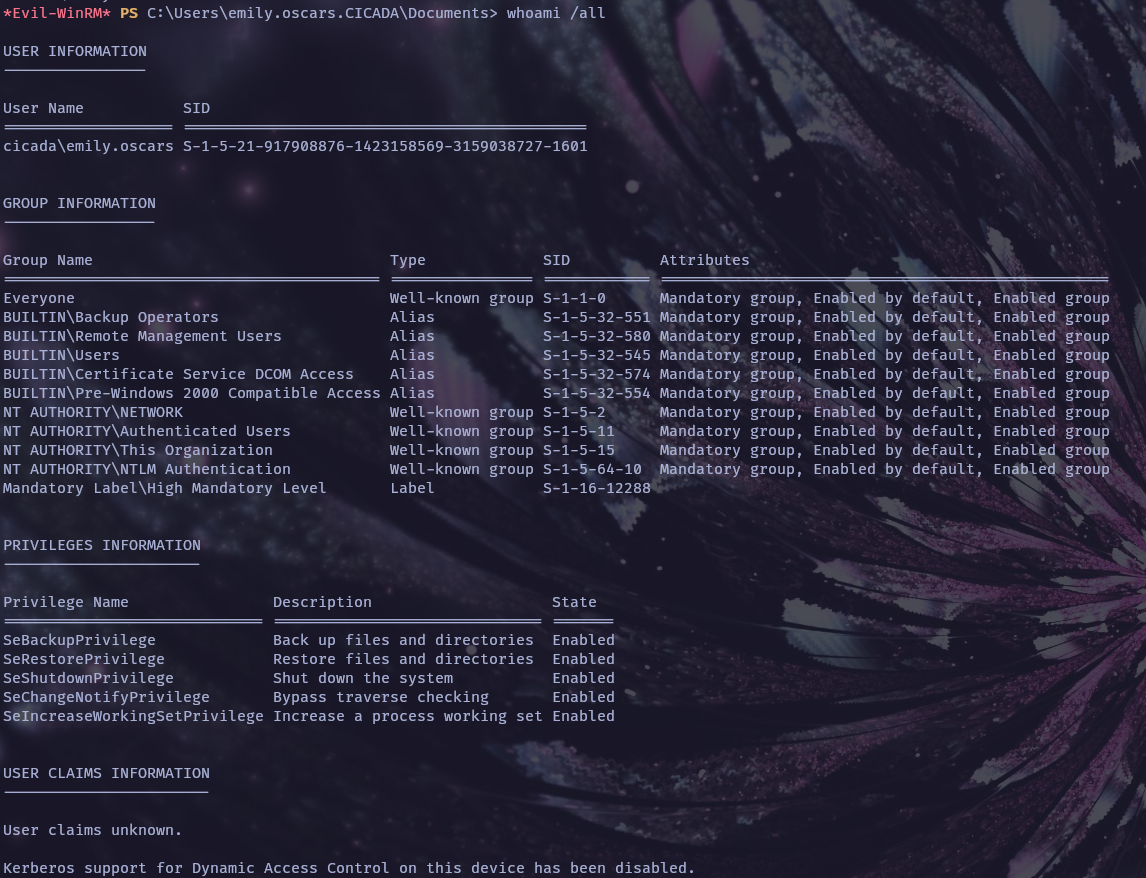 *Evil-WinRM* PS C:\Users\emily.oscars.CICADA\Documents> whoami /all
USER INFORMATION
User Name SID
cicada\emily.oscars S-1-5-21-917908876-1423158569-3159038727-1601
GROUP INFORMATION
Group Name Type SID Attributes
Everyone Well-known group S-1-1-0 Mandatory group, Enabled by default, Enabled group
BUILTIN\Backup Operators Alias S-1-5-32-551 Mandatory group, Enabled by default, Enabled group
BUILTIN\Remote Management Users Alias S-1-5-32-580 Mandatory group, Enabled by default, Enabled group
BUILTIN\Users Alias S-1-5-32-545 Mandatory group, Enabled by default, Enabled group
BUILTIN\Certificate Service DCOM Access Alias S-1-5-32-574 Mandatory group, Enabled by default, Enabled group
BUILTIN\Pre-Windows 2000 Compatible Access Alias S-1-5-32-554 Mandatory group, Enabled by default, Enabled group
NT AUTHORITY\NETWORK Well-known group S-1-5-2 Mandatory group, Enabled by default, Enabled group
NT AUTHORITY\Authenticated Users Well-known group S-1-5-11 Mandatory group, Enabled by default, Enabled group
NT AUTHORITY\This Organization Well-known group S-1-5-15 Mandatory group, Enabled by default, Enabled group
NT AUTHORITY\NTLM Authentication Well-known group S-1-5-64-10 Mandatory group, Enabled by default, Enabled group
Mandatory Label\High Mandatory Level Label S-1-16-12288
PRIVILEGES INFORMATION
Privilege Name Description State
SeBackupPrivilege Back up files and directories Enabled
SeRestorePrivilege Restore files and directories Enabled
SeShutdownPrivilege Shut down the system Enabled
SeChangeNotifyPrivilege Bypass traverse checking Enabled
SeIncreaseWorkingSetPrivilege Increase a process working set Enabled
USER CLAIMS INFORMATION
User claims unknown.
Kerberos support for Dynamic Access Control on this device has been disabled.